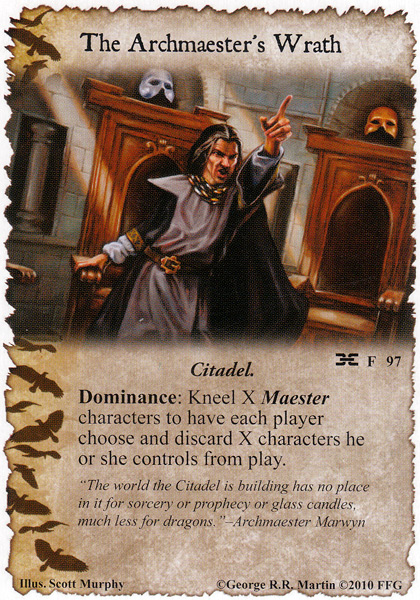 The Archmaester's Wrath
F 97
Citadel.
Dominance: Kneel X Maester
characters to have each player
choose and discard X characters he
or she controls from play.
"The world the Citadel is building has no place
in it for sorcery or prophecy or glass candles,
much less for dragons."–Archmaester Marwyn
Illus. Scott Murphy ©George R.R. Martin ©2010 FFG